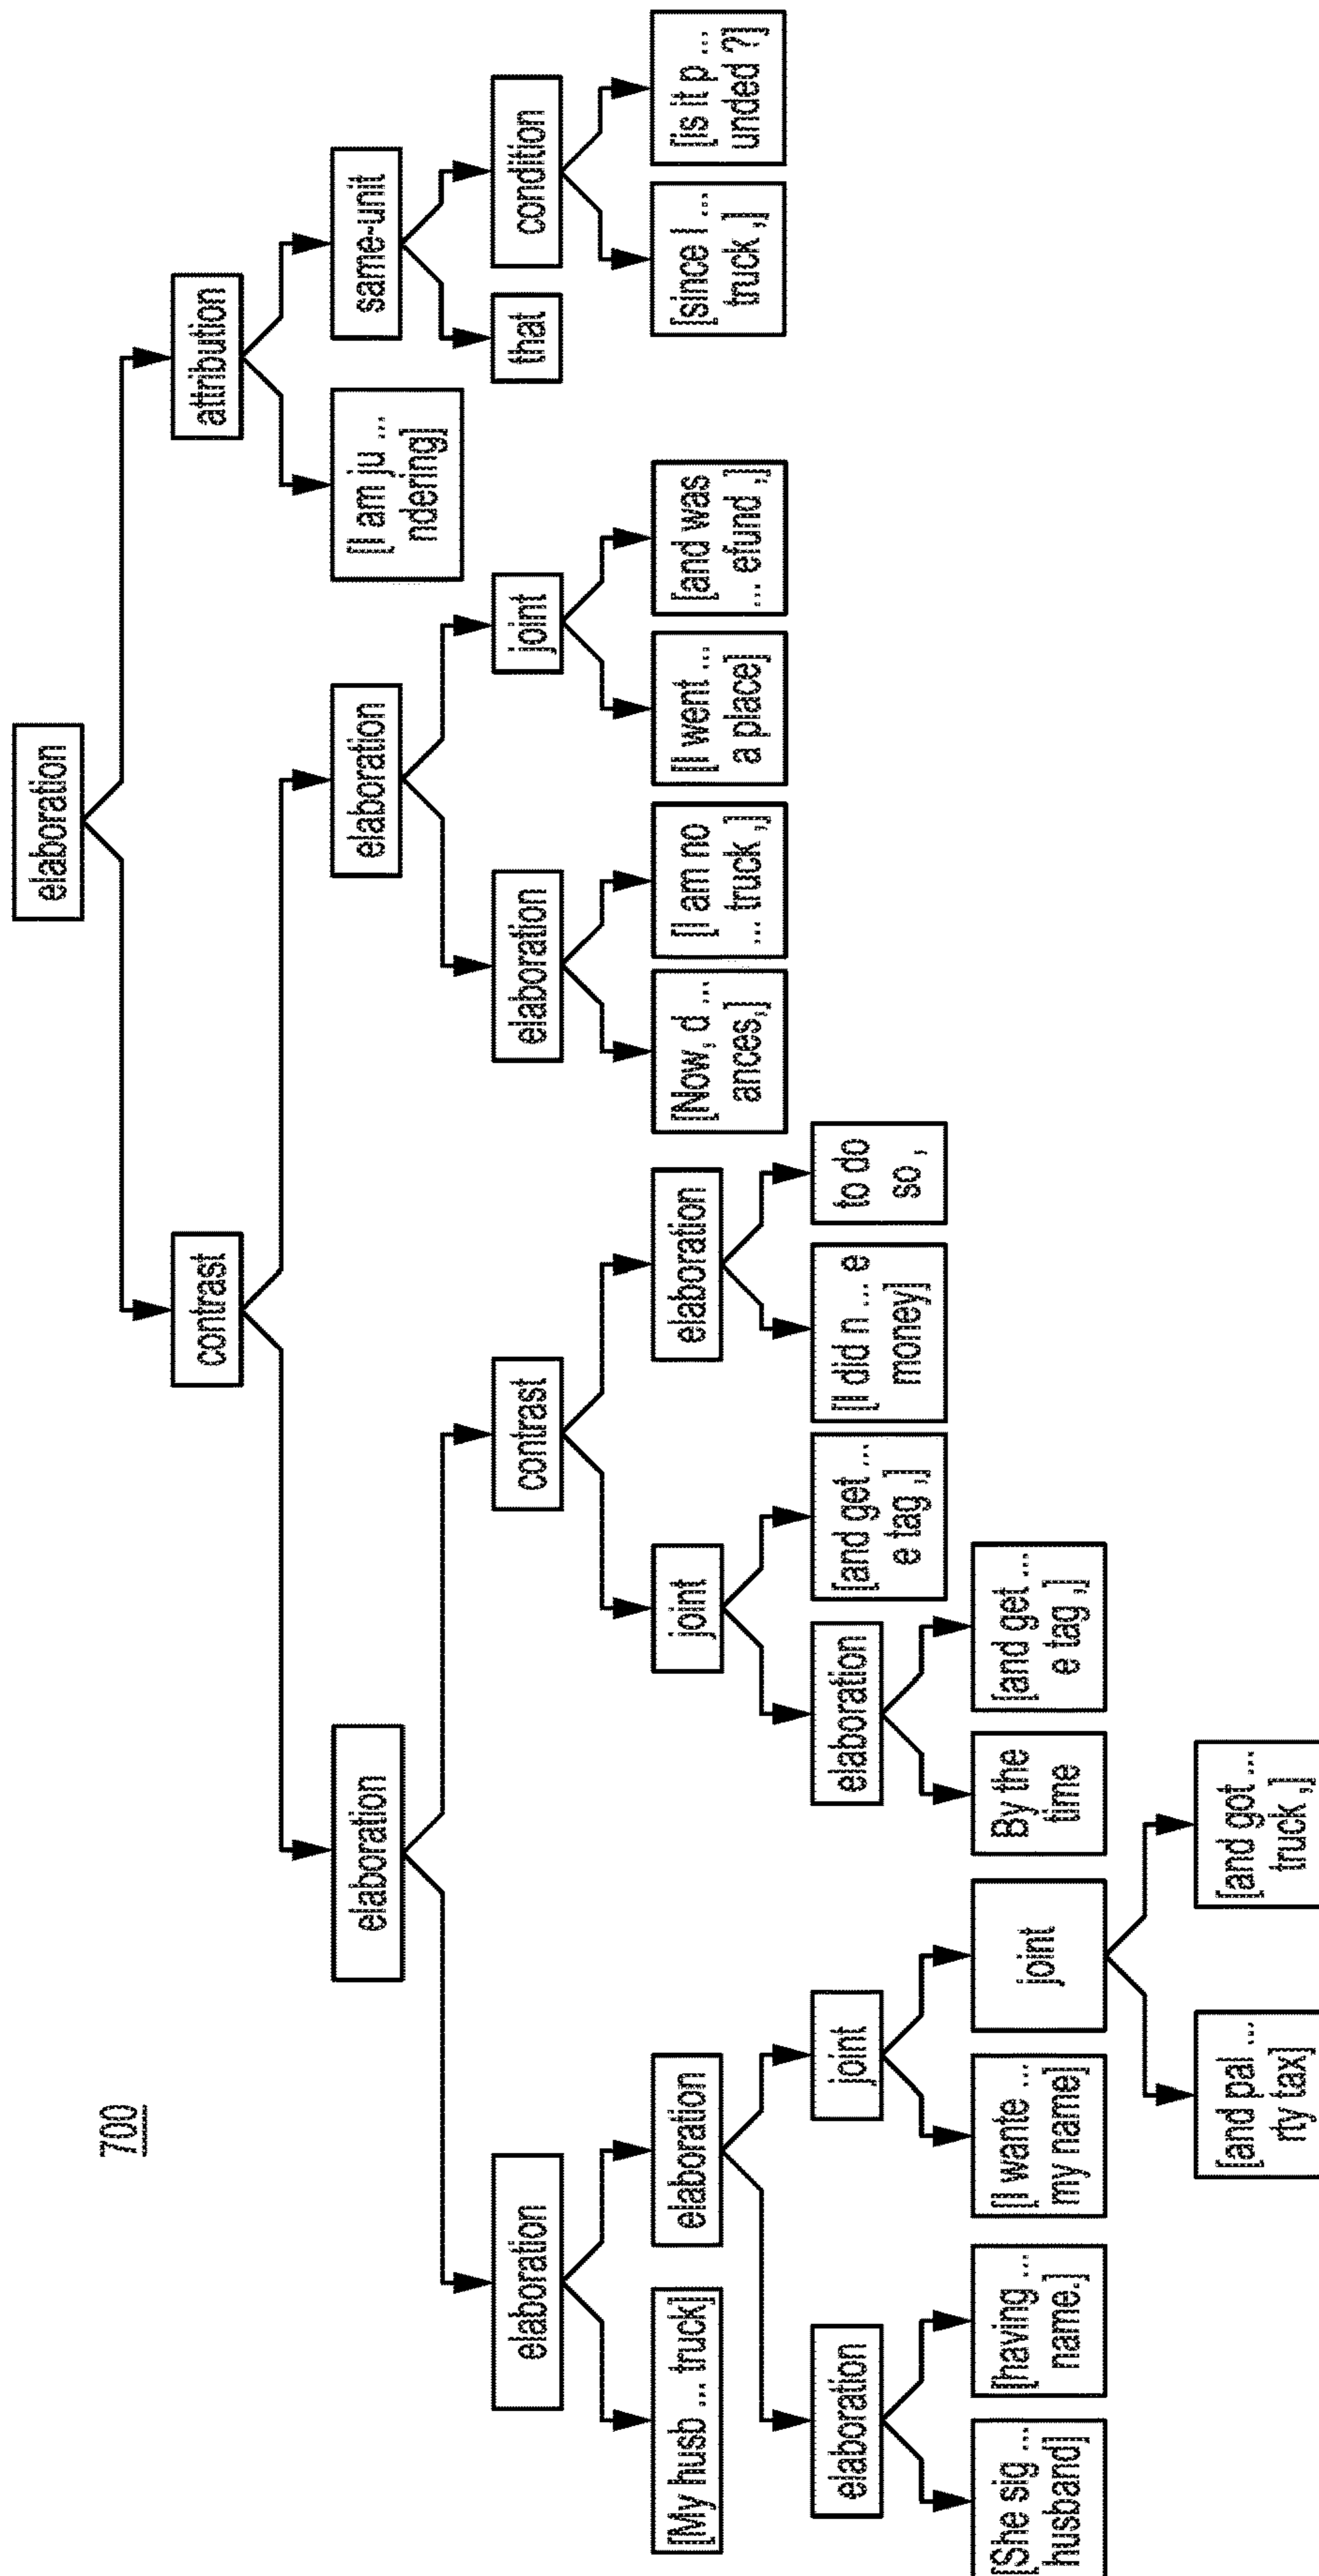 700
elaboration
contrast
attribution
elaboration
elaboration
[I am ju ...
ndering]
same-unit
elaboration
contrast
elaboration
joint
that
condition
[My husb ... truck]
elaboration
joint
elaboration
[Now, d ...
ances,]
[I am no
... truck ,]
[I went ...
a place]
[and was
... efund ,]
[since I ...
truck ,]
[is it p ...
unded ?]
elaboration
joint
elaboration
[and get ...
e tag ,]
[I did n ... e
money]
to do
so ,
[She sig ...
husband]
[having ...
name.]
[I wante ...
my name]
joint
By the
time
[and get ...
e tag ,]
[and pal ...
rty tax]
[and got ...
truck ,]